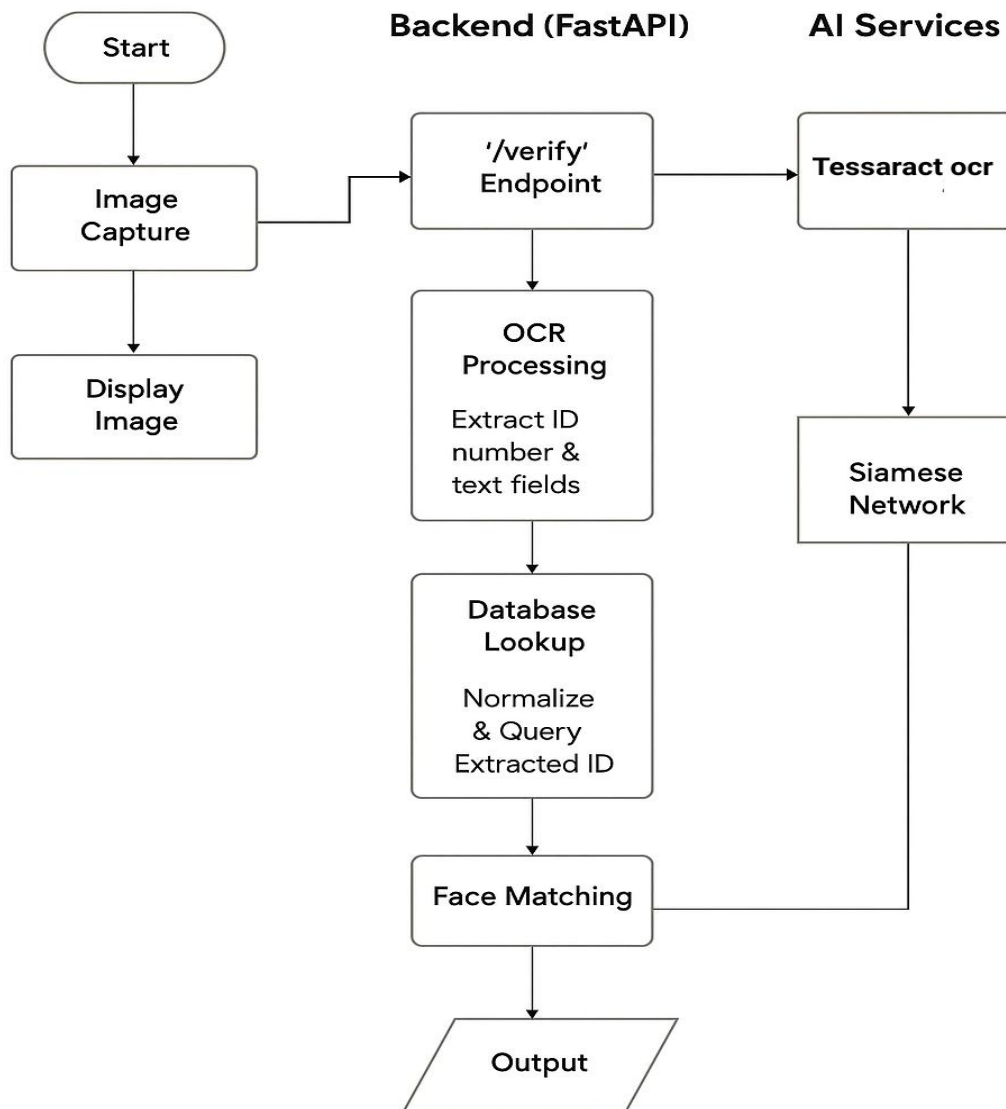 Start
Backend (FastAPI)
AI Services
Image
Capture
'/verify'
Endpoint
Tessaract ocr
Display
Image
OCR
Processing
Extract ID
number &
text fields
Siamese
Network
Database
Lookup
Normalize
& Query
Extracted ID
Face Matching
Output